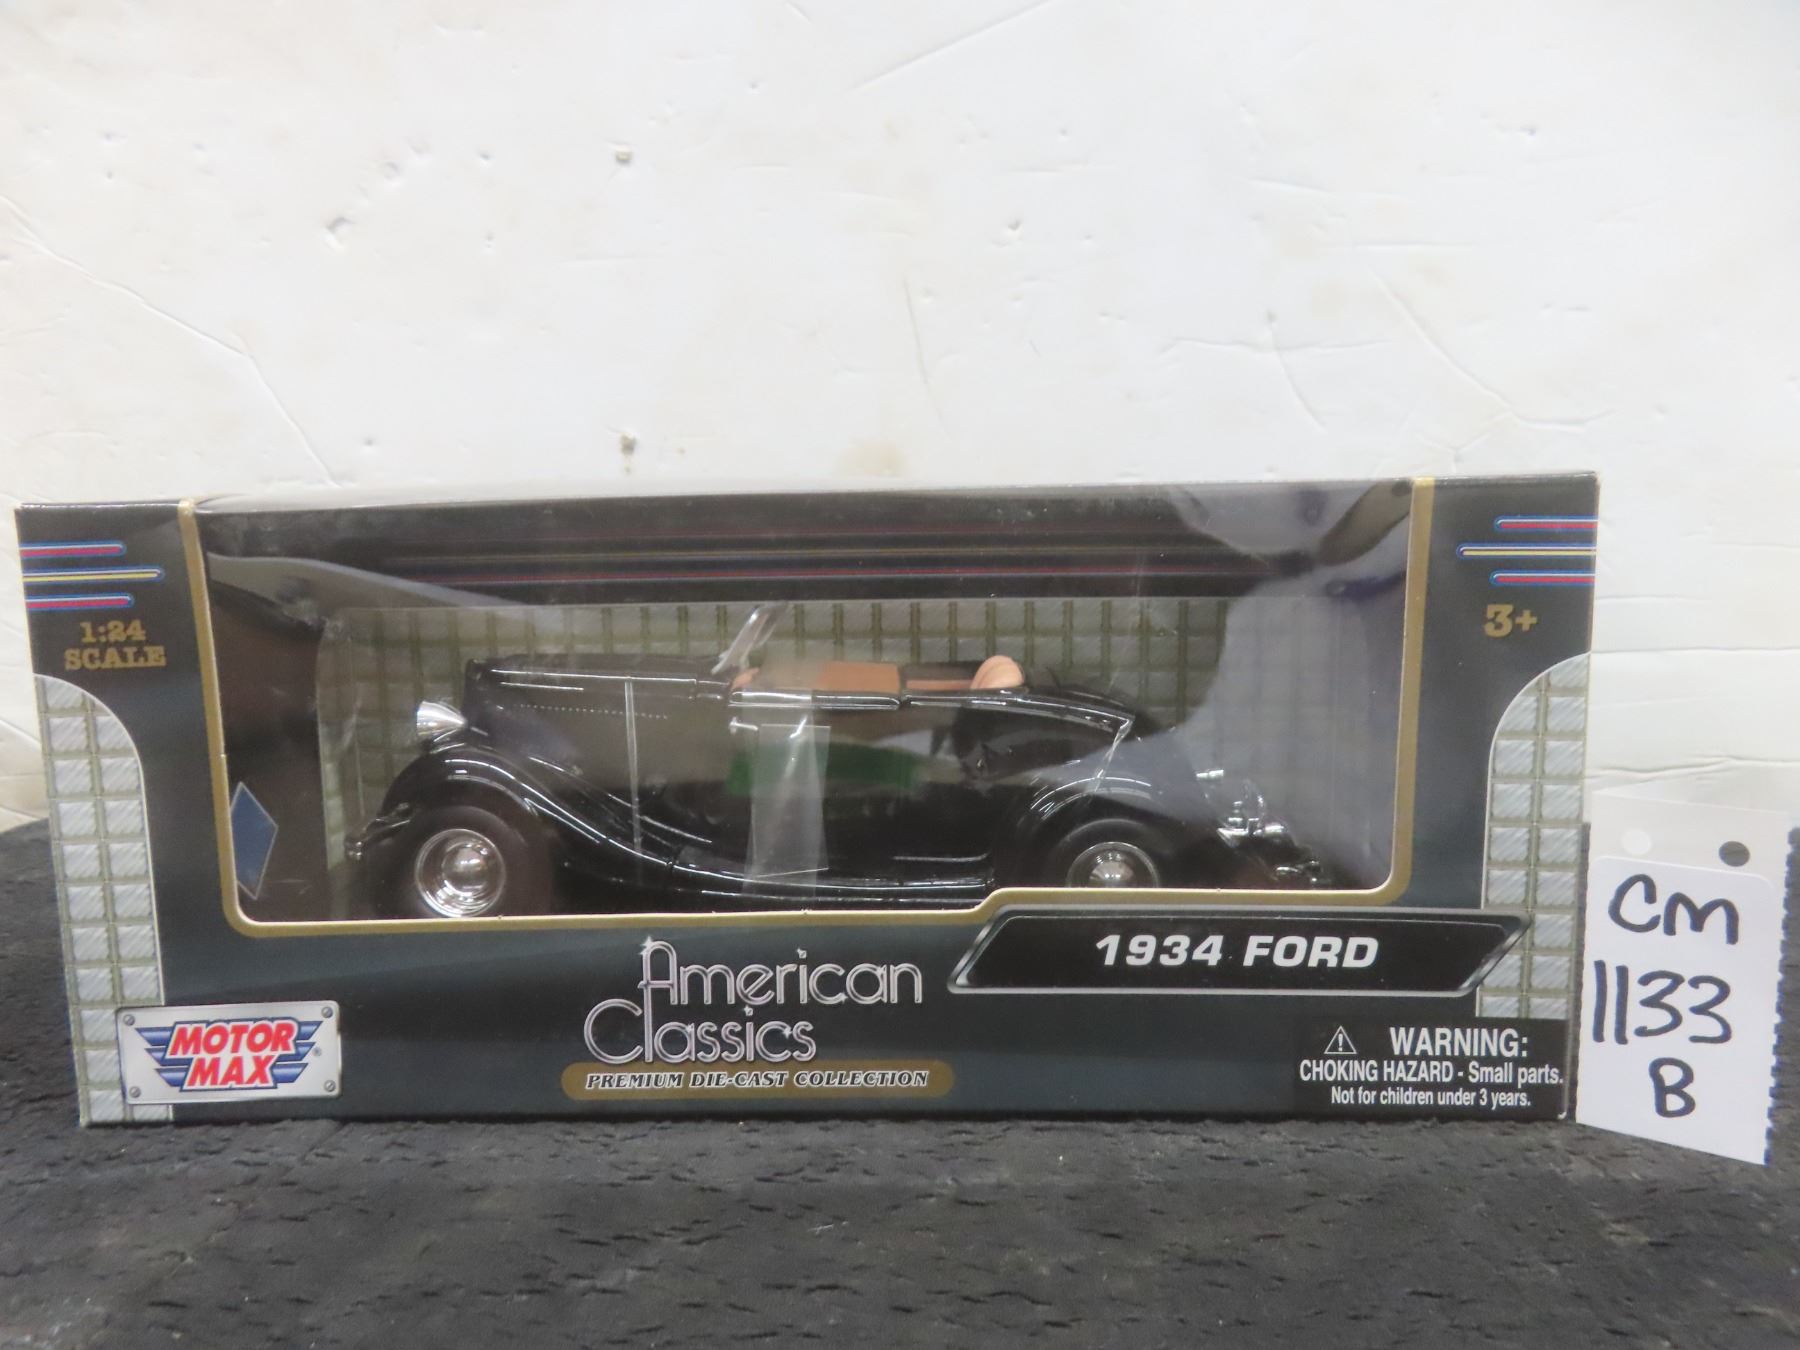 1:24
SCALE
3+
1934 FORD
American
Classics
PREMIUM DIE-CAST COLLECTION
MOTOR
MAX
®
WARNING:
CHOKING HAZARD - Small parts.
Not for children under 3 years.
CM
1133
B